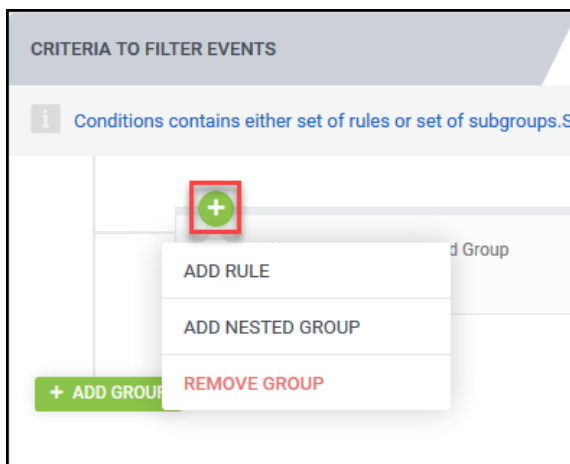 CRITERIA TO FILTER EVENTS
i Conditions contains either set of rules or set of subgroups.S
+
d Group
ADD RULE
ADD NESTED GROUP
REMOVE GROUP
+ ADD GROUP